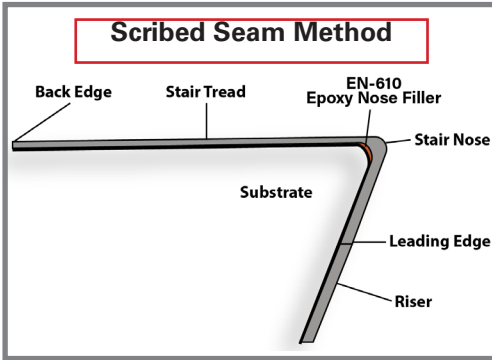 Scribed Seam Method
Back Edge
Stair Tread
EN-610
Epoxy Nose Filler
Stair Nose
Substrate
Leading Edge
Riser